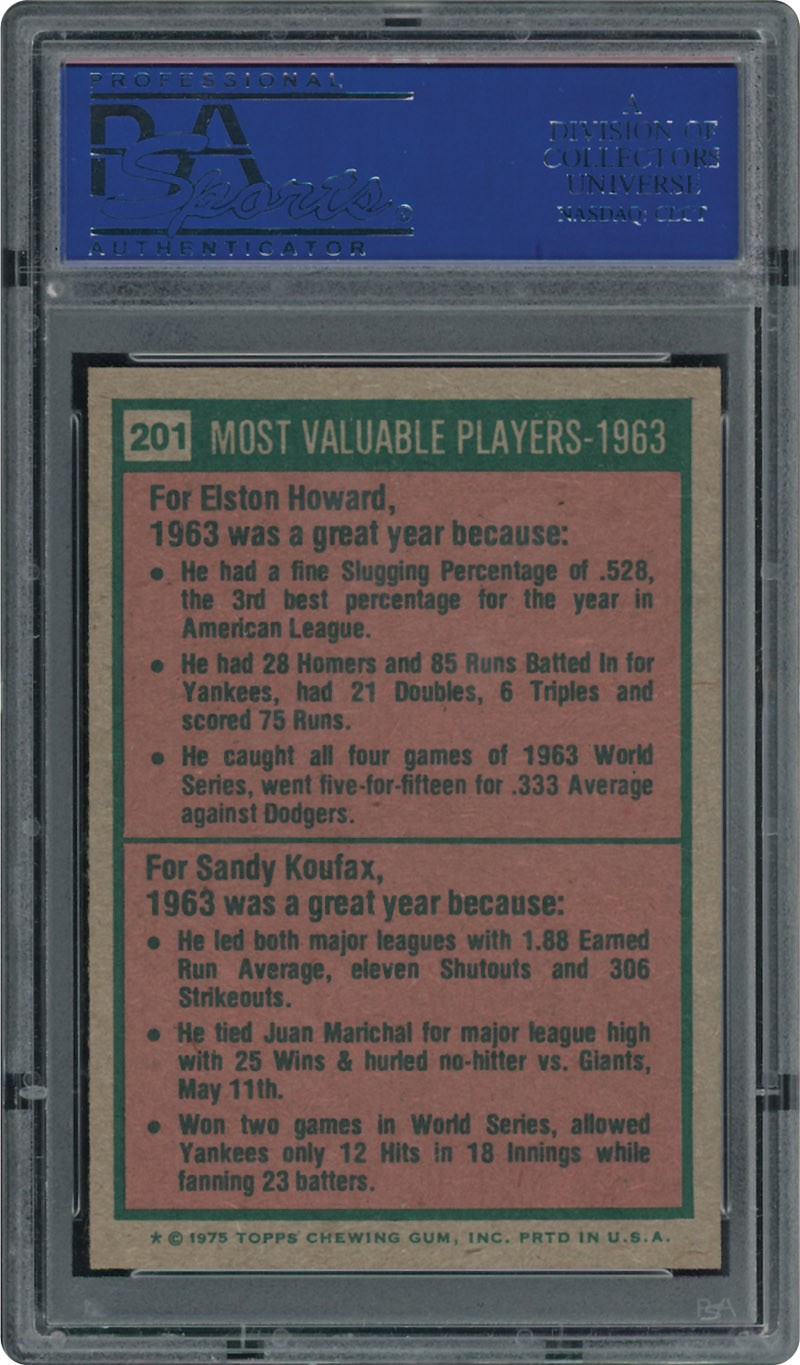 PROFESSIONAL
PSA
Sports
AUTHENTICATOR
A
DIVISION OF
COLLECTORS
UNIVERSE
NASDAQ: CLCT
201 MOST VALUABLE PLAYERS-1963
For Elston Howard,
1963 was a great year because:
• He had a fine Slugging Percentage of .528,
the 3rd best percentage for the year in
American League.
• He had 28 Homers and 85 Runs Batted In for
Yankees, had 21 Doubles, 6 Triples and
scored 75 Runs.
• He caught all four games of 1963 World
Series, went five-for-fifteen for .333 Average
against Dodgers.
For Sandy Koufax,
1963 was a great year because:
• He led both major leagues with 1.88 Earned
Run Average, eleven Shutouts and 306
Strikeouts.
• He tied Juan Marichal for major league high
with 25 Wins & hurled no-hitter vs. Giants,
May 11th.
• Won two games in World Series, allowed
Yankees only 12 Hits in 18 Innings while
fanning 23 batters.
* © 1975 TOPPS CHEWING GUM, INC. PRTD IN U.S.A.
PSA